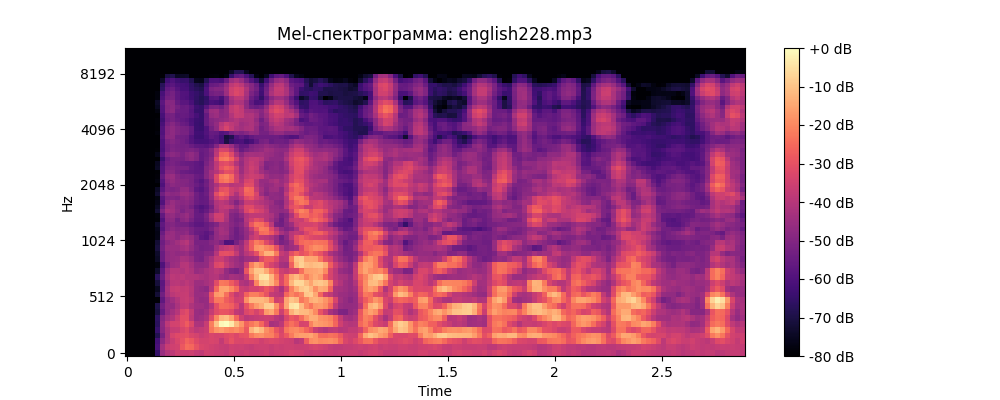 Mel-спектрограмма: english228.mp3
Hz
8192
4096
2048
1024
512
0
0
0.5
1
1.5
2
2.5
Time
+0 dB
-10 dB
-20 dB
-30 dB
-40 dB
-50 dB
-60 dB
-70 dB
-80 dB